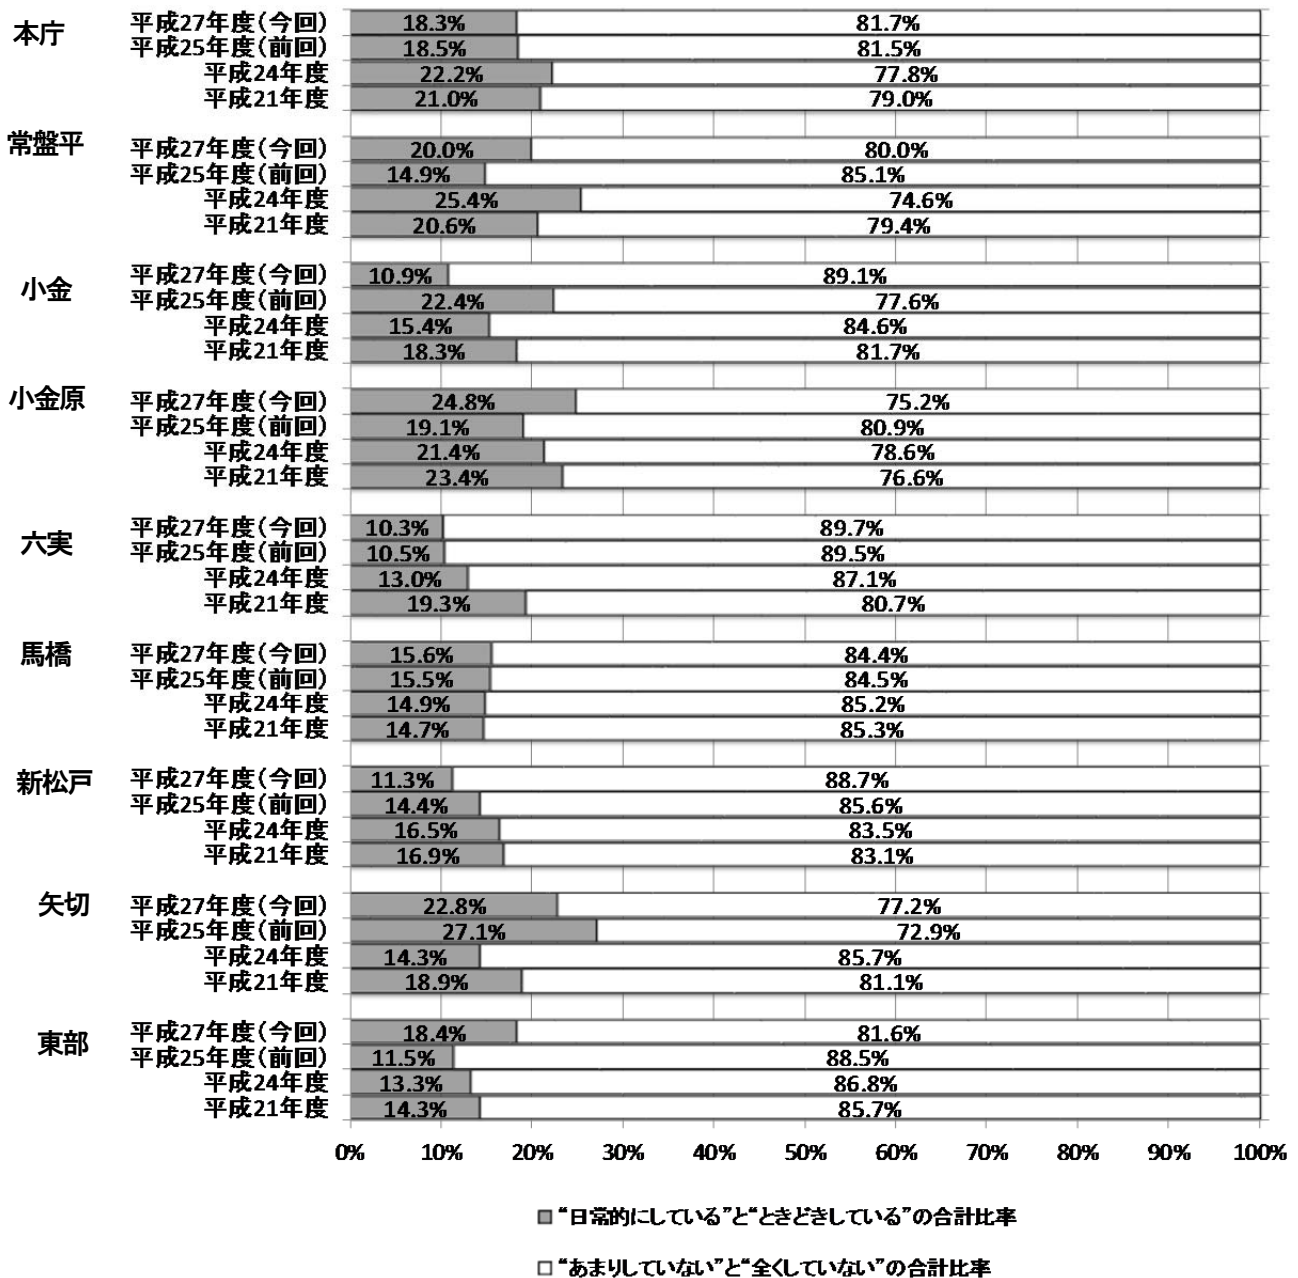 本庁
平成27年度(今回) 18.3% 81.7%
平成25年度(前回) 18.5% 81.5%
平成24年度 22.2% 77.8%
平成21年度 21.0% 79.0%
常盤平
平成27年度(今回) 20.0% 80.0%
平成25年度(前回) 14.9% 85.1%
平成24年度 25.4% 74.6%
平成21年度 20.6% 79.4%
小金
平成27年度(今回) 10.9% 89.1%
平成25年度(前回) 22.4% 77.6%
平成24年度 15.4% 84.6%
平成21年度 18.3% 81.7%
小金原
平成27年度(今回) 24.8% 75.2%
平成25年度(前回) 19.1% 80.9%
平成24年度 21.4% 78.6%
平成21年度 23.4% 76.6%
六実
平成27年度(今回) 10.3% 89.7%
平成25年度(前回) 10.5% 89.5%
平成24年度 13.0% 87.1%
平成21年度 19.3% 80.7%
馬橋
平成27年度(今回) 15.6% 84.4%
平成25年度(前回) 15.5% 84.5%
平成24年度 14.9% 85.2%
平成21年度 14.7% 85.3%
新松戸
平成27年度(今回) 11.3% 88.7%
平成25年度(前回) 14.4% 85.6%
平成24年度 16.5% 83.5%
平成21年度 16.9% 83.1%
矢切
平成27年度(今回) 22.8% 77.2%
平成25年度(前回) 27.1% 72.9%
平成24年度 14.3% 85.7%
平成21年度 18.9% 81.1%
東部
平成27年度(今回) 18.4% 81.6%
平成25年度(前回) 11.5% 88.5%
平成24年度 13.3% 86.8%
平成21年度 14.3% 85.7%
0% 10% 20% 30% 40% 50% 60% 70% 80% 90% 100%
“日常的にしている”と“ときどきしている”の合計比率
“あまりしていない”と“全くしていない”の合計比率